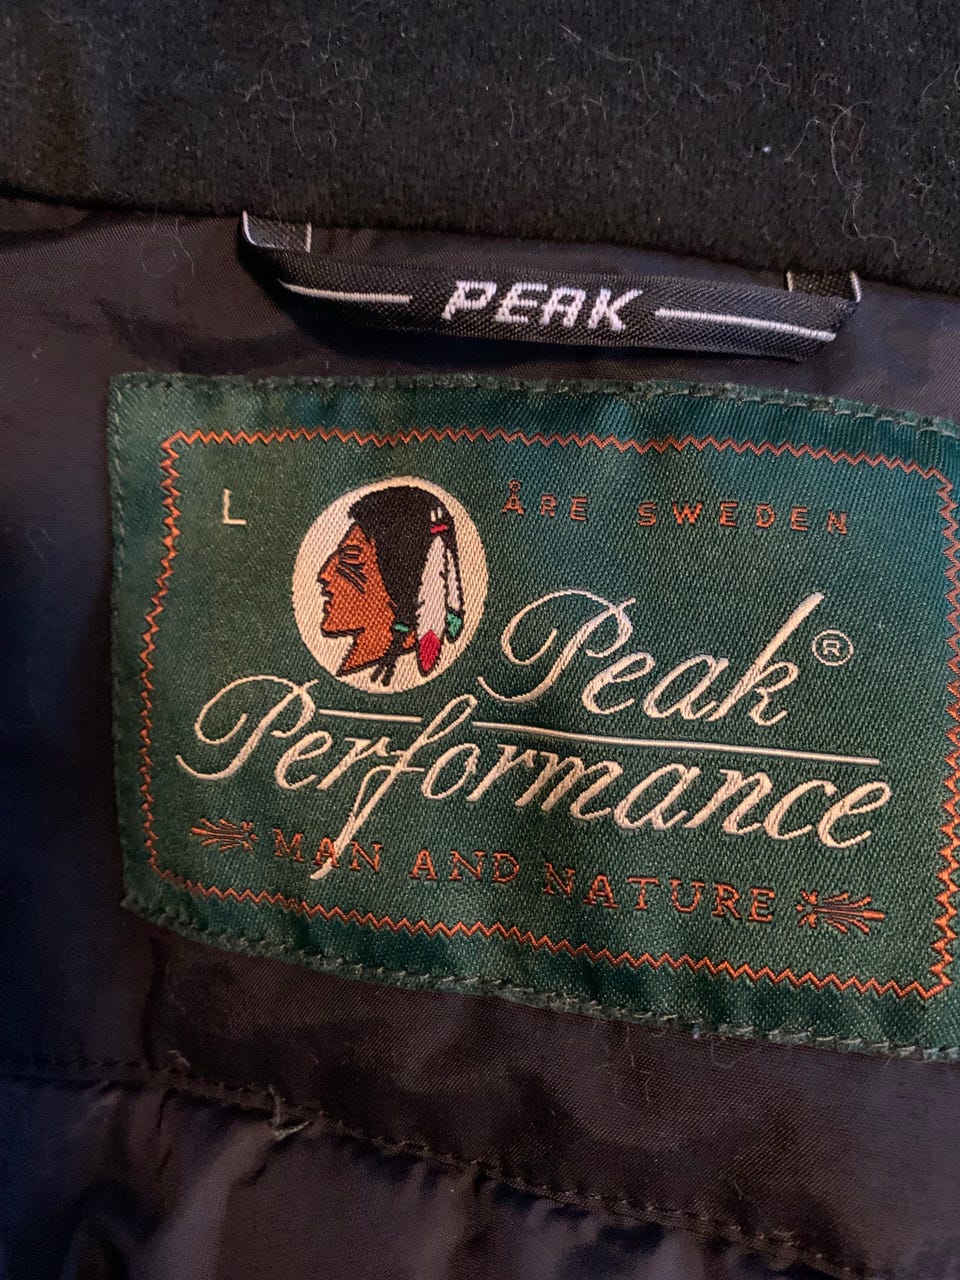 PEAK
L
ÅRE SWEDEN
Peak®
Performance
MAN AND NATURE